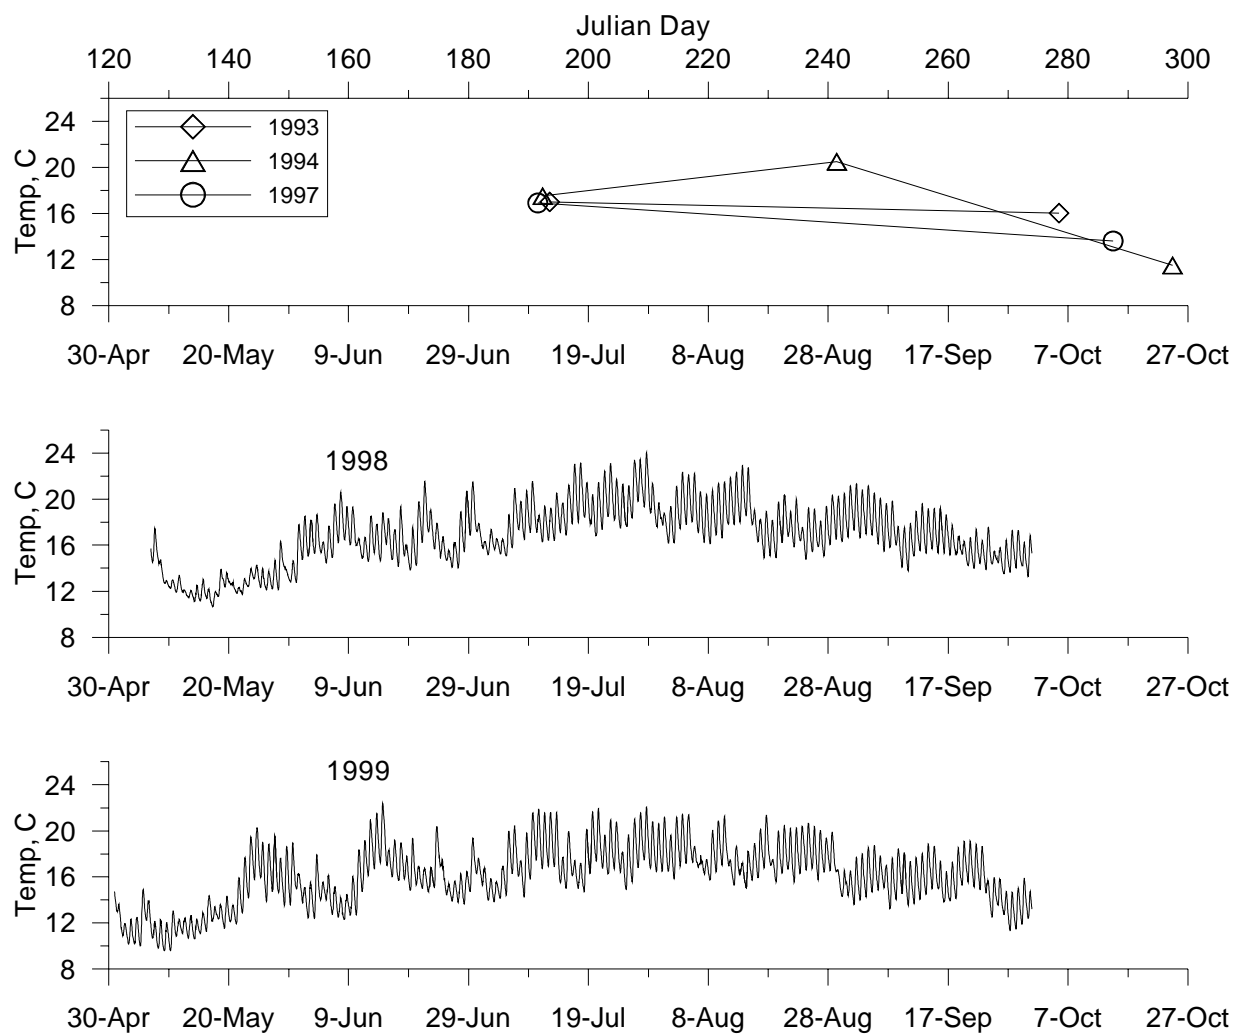 Julian Day
120 140 160 180 200 220 240 260 280 300
Temp, C
24
20
16
12
8
1993
1994
1997
30-Apr 20-May 9-Jun 29-Jun 19-Jul 8-Aug 28-Aug 17-Sep 7-Oct 27-Oct
Temp, C
24
20
16
12
8
1998
30-Apr 20-May 9-Jun 29-Jun 19-Jul 8-Aug 28-Aug 17-Sep 7-Oct 27-Oct
Temp, C
24
20
16
12
8
1999
30-Apr 20-May 9-Jun 29-Jun 19-Jul 8-Aug 28-Aug 17-Sep 7-Oct 27-Oct